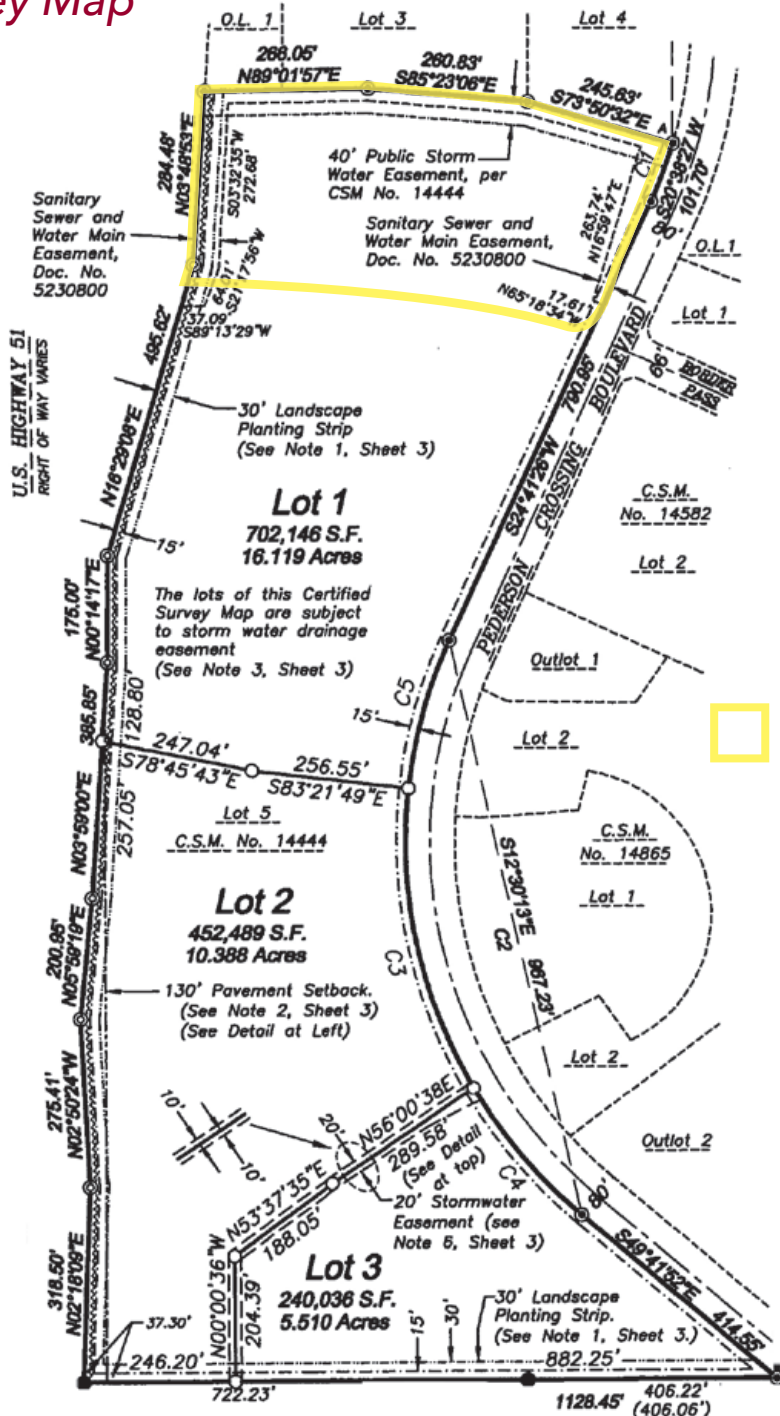 ey Map
O.L. 1
Lot 3
Lot 4
266.05'
N89°01'57"E
260.83'
S85°23'06"E
245.63'
S73°50'32"E
A
284.48'
N03°48'53"E
S03°32'35"W
272.68'
40' Public Storm
Water Easement, per
CSM No. 14444
C1
S20°38'27 W
101.70'
80'
Sanitary
Sewer and
Water Main
Easement,
Doc. No.
5230800
Sanitary Sewer and
Water Main Easement,
Doc. No. 5230800
263.74'
N16°59'47"E
O.L.1
64.01'
S21°17'56"W
37.09
S89°13'29"W
17.61'
N65°18'34"W
Lot 1
U.S. HIGHWAY 51
RIGHT OF WAY VARIES
495.62'
N16°29'08"E
66'
BORDER
PASS
30' Landscape
Planting Strip
(See Note 1, Sheet 3)
790.95'
S24°41'26"W
PEDERSON CROSSING BOULEVARD
Lot 1
702,146 S.F.
16.119 Acres
C.S.M.
No. 14582
Lot 2
15'
175.00'
N00°14'17"E
The lots of this Certified
Survey Map are subject
to storm water drainage
easement
(See Note 3, Sheet 3)
Outlot 1
C5
15'
128.80'
385.85'
N03°59'00"E
247.04'
S78°45'43"E
256.55'
S83°21'49"E
Lot 2
257.05'
Lot 5
C.S.M. No. 14444
C.S.M.
No. 14865
Lot 1
S12°30'13"E 967.23'
C2
Lot 2
452,489 S.F.
10.388 Acres
C3
200.95'
N05°59'19"E
130' Pavement Setback.
(See Note 2, Sheet 3)
(See Detail at Left)
275.41'
N02°50'24"W
Lot 2
10'
10'
20'
N56°00'38E
289.58'
(See Detail
at top)
Outlot 2
C4
20' Stormwater
Easement (see
Note 6, Sheet 3)
80'
N53°37'35"E
188.05'
318.50'
N02°18'09"E
N00°00'36"W
204.39'
Lot 3
240,036 S.F.
5.510 Acres
S49°41'52"E
414.55'
30' Landscape
Planting Strip.
(See Note 1, Sheet 3.)
15'
30'
37.30'
246.20'
882.25'
722.23'
1128.45'
406.22'
(406.06')